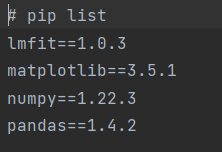 # pip list
lmfit==1.0.3
matplotlib==3.5.1
numpy==1.22.3
pandas==1.4.2